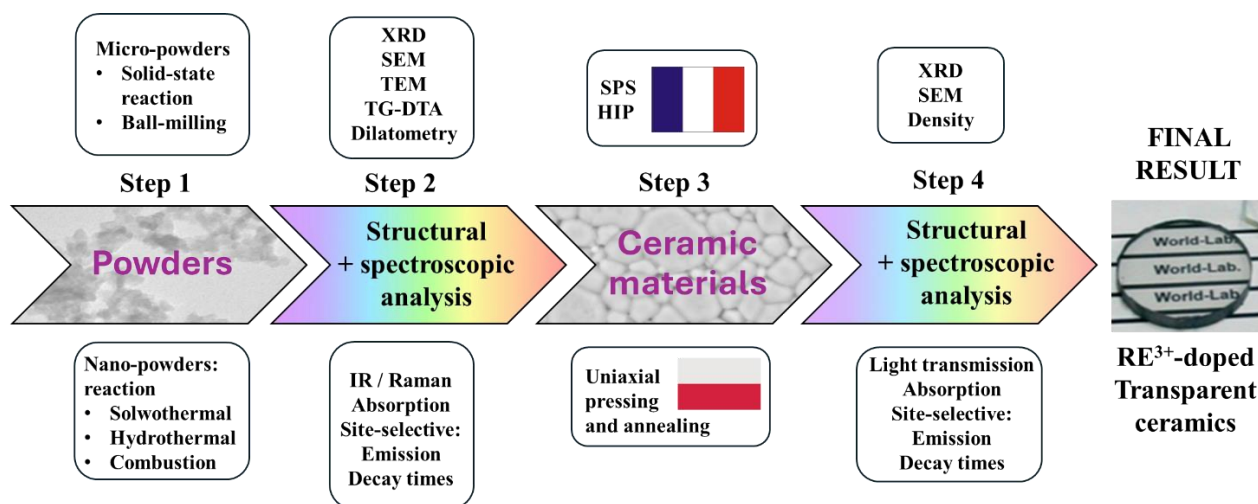 Micro-powders
• Solid-state
reaction
• Ball-milling
XRD
SEM
TEM
TG-DTA
Dilatometry
SPS
HIP
XRD
SEM
Density
Step 1
Step 2
Step 3
Step 4
FINAL
RESULT
Powders
Structural
+ spectroscopic
analysis
Ceramic
materials
Structural
+ spectroscopic
analysis
World-Lab.
World-Lab.
World-Lab.
Nano-powders:
reaction
• Solwothermal
• Hydrothermal
• Combustion
IR / Raman
Absorption
Site-selective:
Emission
Decay times
Uniaxial
pressing
and annealing
Light transmission
Absorption
Site-selective:
Emission
Decay times
RE³⁺-doped
Transparent
ceramics